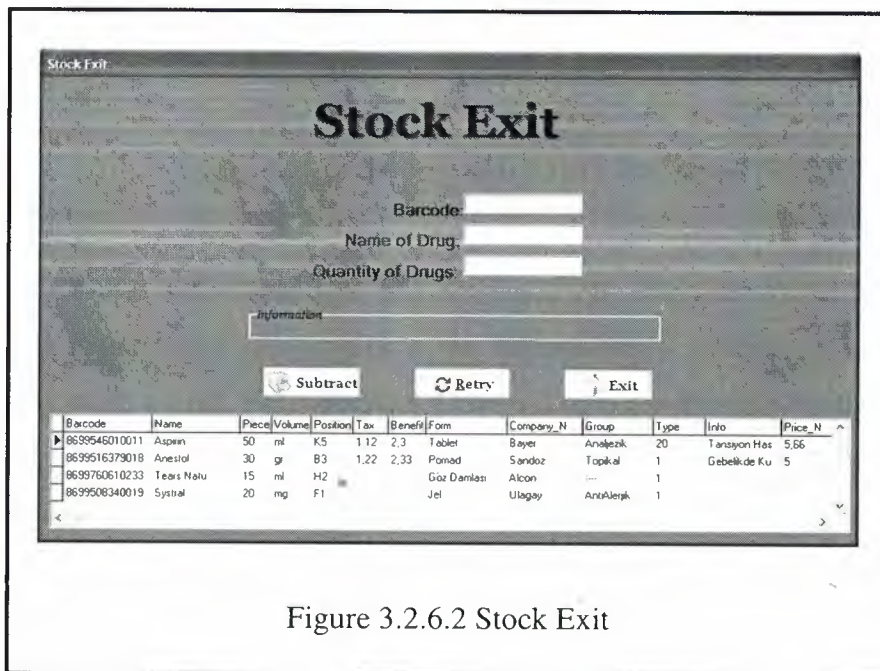 Stock Exit
Stock Exit
Barcode:
Name of Drug:
Quantity of Drugs:
Information
Subtract Retry Exit
Barcode Name Piece Volume Position Tax Benefit Form Company_N Group Type Info Price_N
8699546010011 Aspirin 50 ml K5 1.12 2,3 Tablet Bayer Analjezik 20 Tansiyon Has 5,66
8699516379018 Anestol 30 gr B3 1,22 2,33 Pomad Sandoz Topikal 1 Gebelikde Ku 5
8699760610233 Tears Natu 15 ml H2 Göz Damlası Alcon ---- 1
8699508340019 Systral 20 mg F1 Jel Ulagay AntiAlerjik 1
Figure 3.2.6.2 Stock Exit